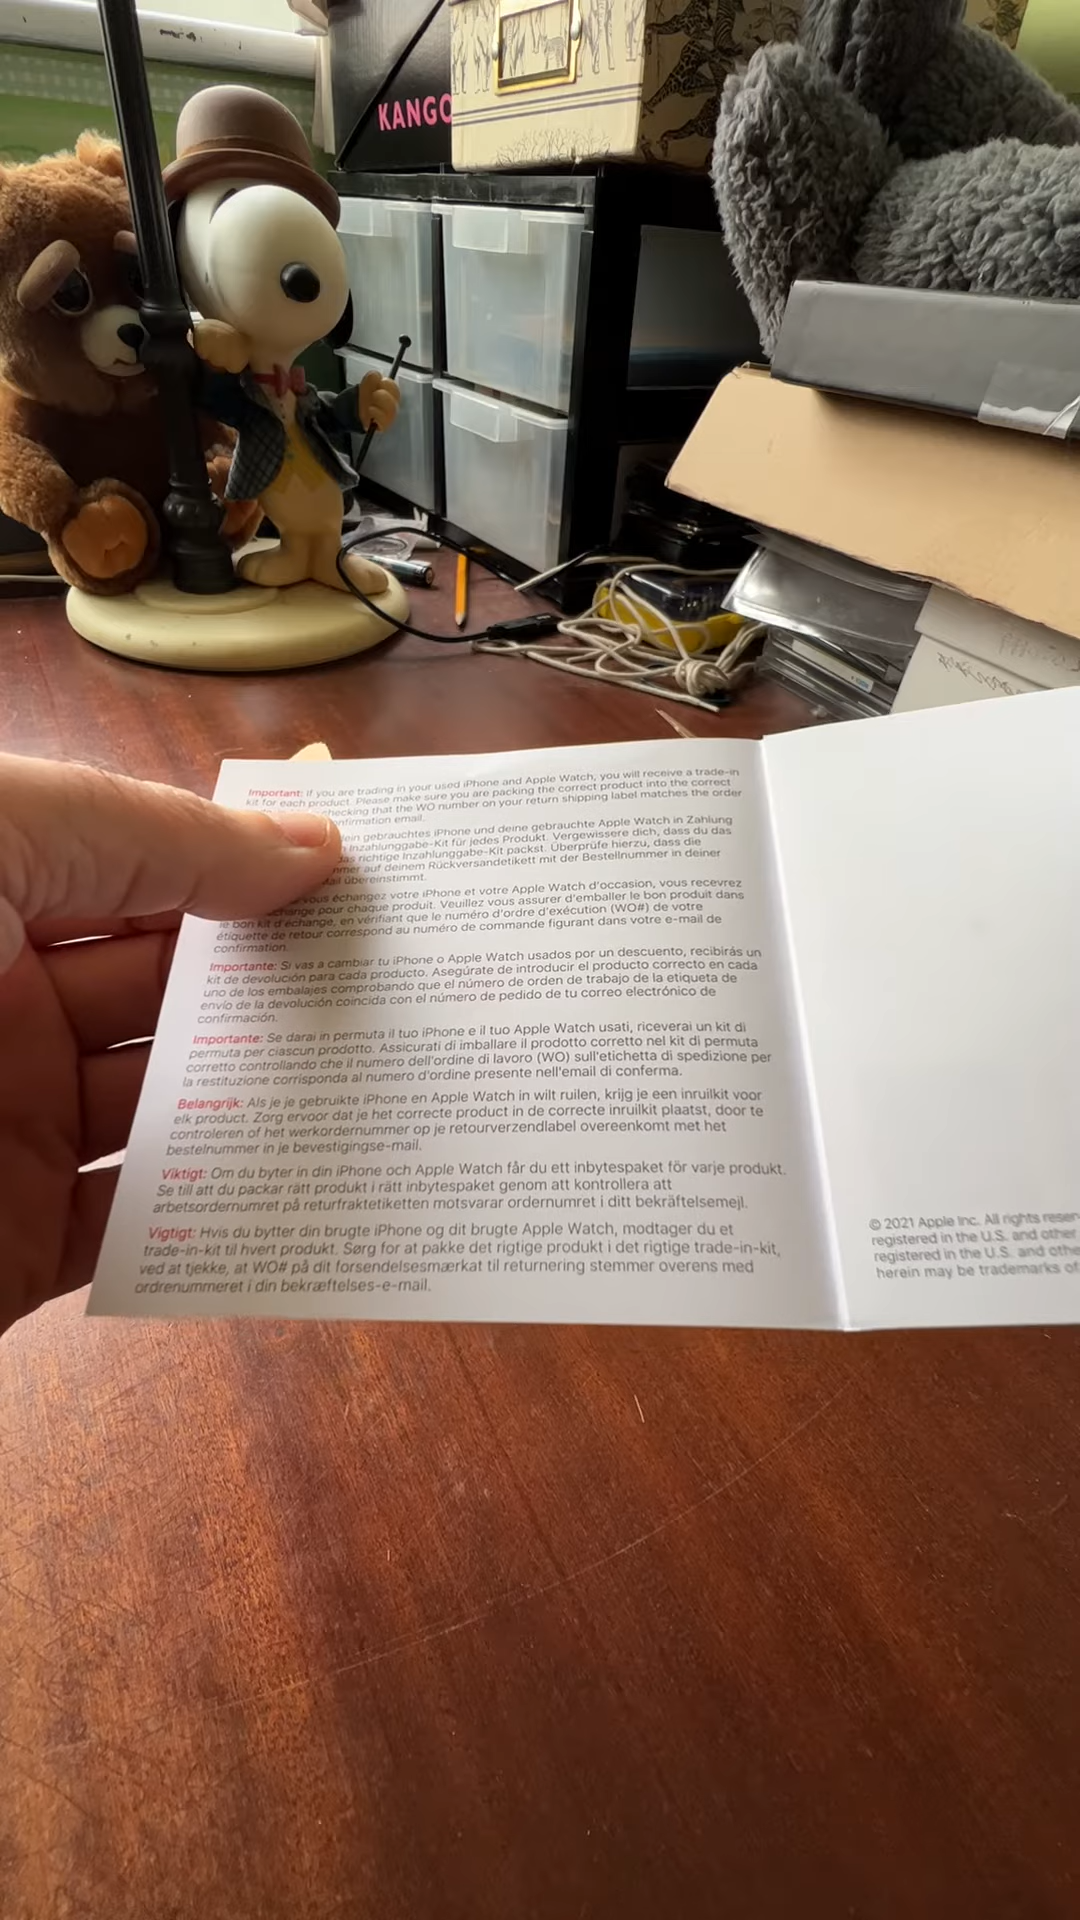 KANGO
Important: If you are trading in your used iPhone and Apple Watch, you will receive a trade-in
kit for each product. Please make sure you are packing the correct product into the correct
checking that the WO number on your return shipping label matches the order
confirmation email.
dein gebrauchtes iPhone und deine gebrauchte Apple Watch in Zahlung
Inzahlunggabe-Kit für jedes Produkt. Vergewissere dich, dass du das
das richtige Inzahlunggabe-Kit packst. Überprüfe hierzu, dass die
mmer auf deinem Rückversandetikett mit der Bestellnummer in deiner
ail übereinstimmt.
vous échangez votre iPhone et votre Apple Watch d'occasion, vous recevrez
échange pour chaque produit. Veuillez vous assurer d'emballer le bon produit dans
le bon kit d'échange, en vérifiant que le numéro d'ordre d'exécution (WO#) de votre
étiquette de retour correspond au numéro de commande figurant dans votre e-mail de
confirmation.
Importante: Si vas a cambiar tu iPhone o Apple Watch usados por un descuento, recibirás un
kit de devolución para cada producto. Asegúrate de introducir el producto correcto en cada
uno de los embalajes comprobando que el número de orden de trabajo de la etiqueta de
envío de la devolución coincida con el número de pedido de tu correo electrónico de
confirmación.
Importante: Se darai in permuta il tuo iPhone e il tuo Apple Watch usati, riceverai un kit di
permuta per ciascun prodotto. Assicurati di imballare il prodotto corretto nel kit di permuta
corretto controllando che il numero dell'ordine di lavoro (WO) sull'etichetta di spedizione per
la restituzione corrisponda al numero d'ordine presente nell'email di conferma.
Belangrijk: Als je je gebruikte iPhone en Apple Watch in wilt ruilen, krijg je een inruilkit voor
elk product. Zorg ervoor dat je het correcte product in de correcte inruilkit plaatst, door te
controleren of het werkordernummer op je retourverzendlabel overeenkomt met het
bestelnummer in je bevestigingse-mail.
Viktigt: Om du byter in din iPhone och Apple Watch får du ett inbytespaket för varje produkt.
Se till att du packar rätt produkt i rätt inbytespaket genom att kontrollera att
arbetsordernumret på returfraktetiketten motsvarar ordernumret i ditt bekräftelsemejl.
Vigtigt: Hvis du bytter din brugte iPhone og dit brugte Apple Watch, modtager du et
trade-in-kit til hvert produkt. Sørg for at pakke det rigtige produkt i det rigtige trade-in-kit,
ved at tjekke, at WO# på dit forsendelsesmærkat til returnering stemmer overens med
ordrenummeret i din bekræftelses-e-mail.
© 2021 Apple Inc. All rights reser
registered in the U.S. and other
registered in the U.S. and othe
herein may be trademarks of